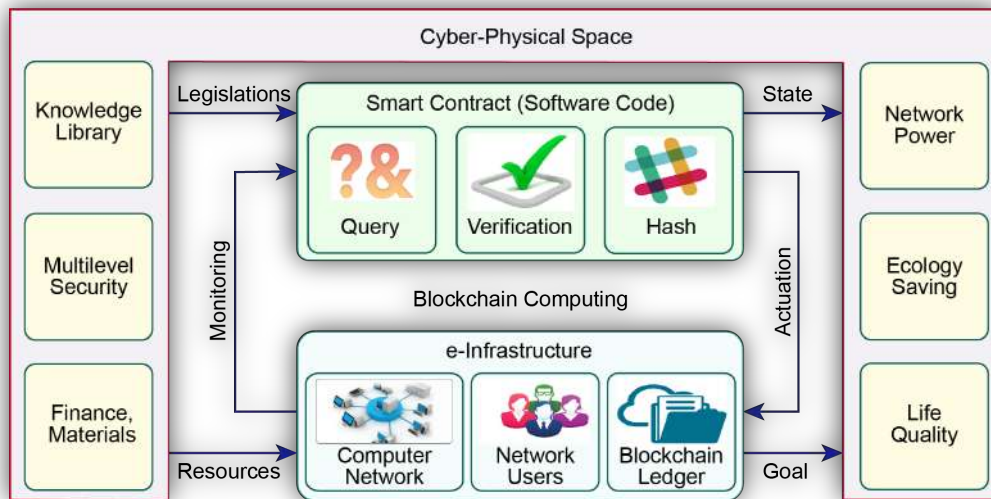 Cyber-Physical Space
Knowledge
Library
Multilevel
Security
Finance,
Materials
Legislations
Resources
Monitoring
Smart Contract (Software Code)
?&
Query
Verification
Hash
Blockchain Computing
e-Infrastructure
Computer
Network
Network
Users
Blockchain
Ledger
State
Actuation
Goal
Network
Power
Ecology
Saving
Life
Quality